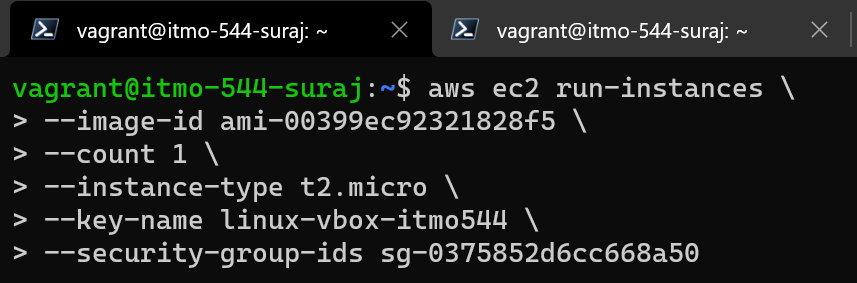 vagrant@itmo-544-suraj: ~ vagrant@itmo-544-suraj: ~
vagrant@itmo-544-suraj:~$ aws ec2 run-instances \
> --image-id ami-00399ec92321828f5 \
> --count 1 \
> --instance-type t2.micro \
> --key-name linux-vbox-itmo544 \
> --security-group-ids sg-0375852d6cc668a50